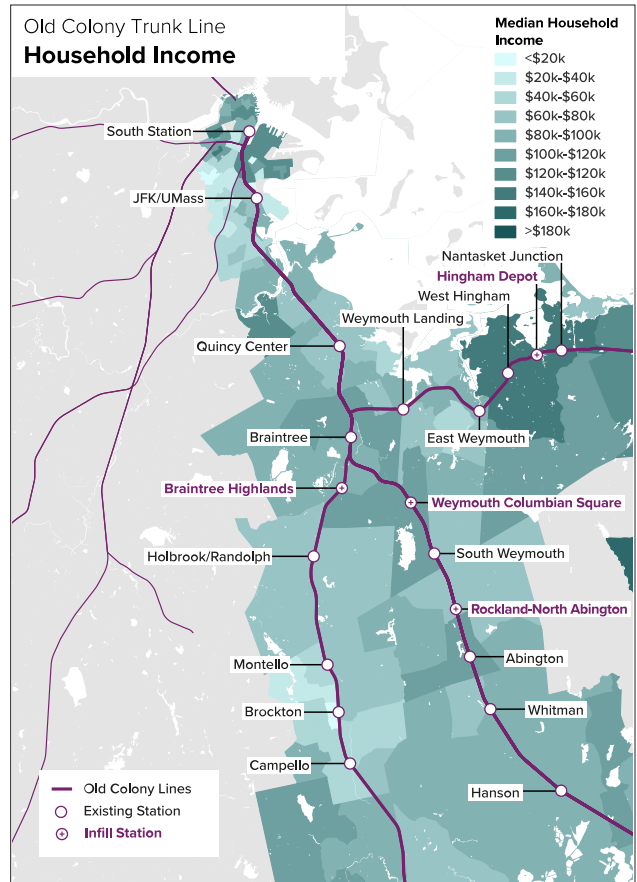 Old Colony Trunk Line
Household Income
Median Household
Income
<$20k
$20k-$40k
$40k-$60k
$60k-$80k
$80k-$100k
$100k-$120k
$120k-$120k
$140k-$160k
$160k-$180k
>$180k
South Station
JFK/UMass
Nantasket Junction
Hingham Depot
West Hingham
Weymouth Landing
Quincy Center
Braintree
East Weymouth
Braintree Highlands
Weymouth Columbian Square
Holbrook/Randolph
South Weymouth
Rockland-North Abington
Montello
Abington
Brockton
Whitman
Campello
Hanson
Old Colony Lines
Existing Station
Infill Station